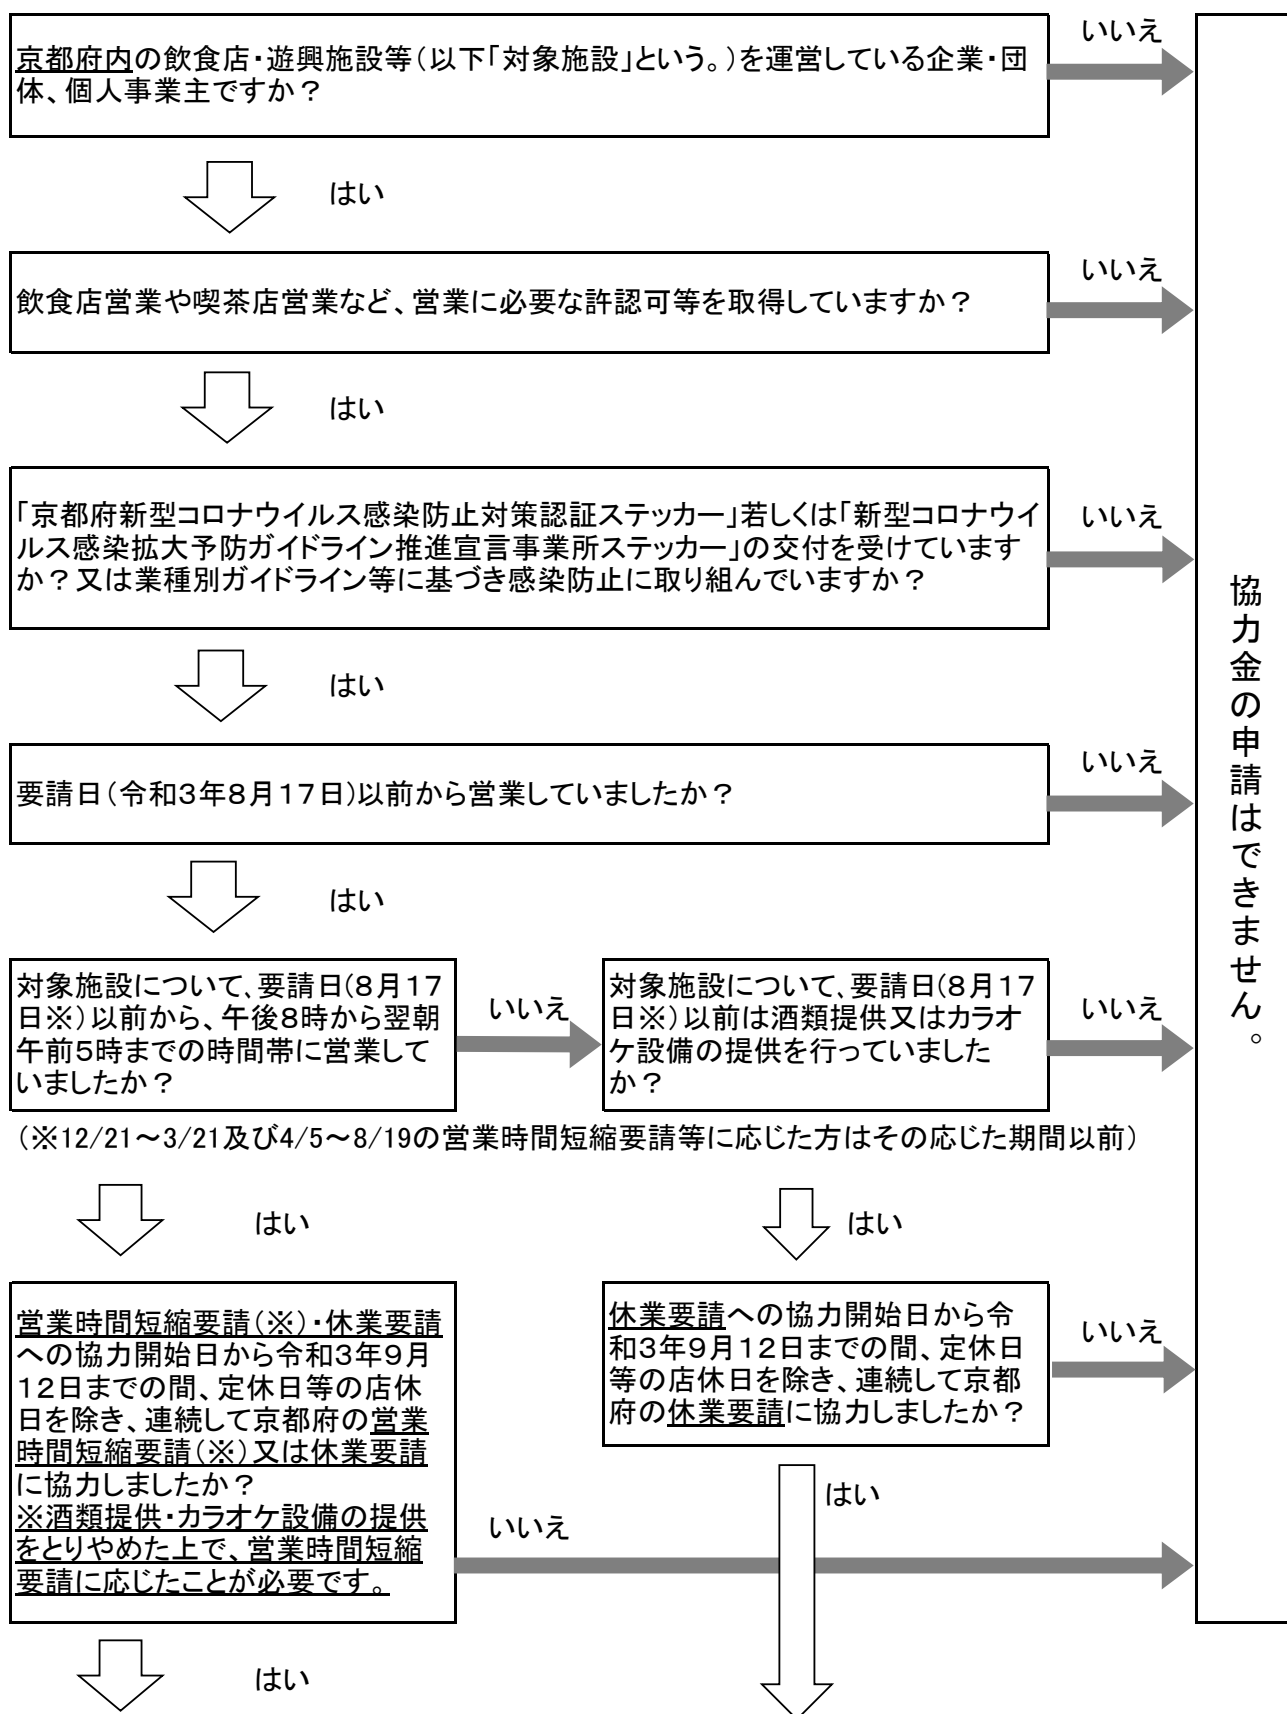 京都府内の飲食店・遊興施設等（以下「対象施設」という。）を運営している企業・団
体、個人事業主ですか？
いいえ
はい
飲食店営業や喫茶店営業など、営業に必要な許認可等を取得していますか？
いいえ
はい
「京都府新型コロナウイルス感染防止対策認証ステッカー」若しくは「新型コロナウイ
ルス感染拡大予防ガイドライン推進宣言事業所ステッカー」の交付を受けています
か？又は業種別ガイドライン等に基づき感染防止に取り組んでいますか？
いいえ
はい
要請日（令和３年８月１７日）以前から営業していましたか？
いいえ
はい
対象施設について、要請日（８月１７
日※）以前から、午後８時から翌朝
午前５時までの時間帯に営業して
いましたか？
いいえ
対象施設について、要請日（８月１７
日※）以前は酒類提供又はカラオ
ケ設備の提供を行っていました
か？
いいえ
（※12/21～3/21及び4/5～8/19の営業時間短縮要請等に応じた方はその応じた期間以前）
はい
はい
営業時間短縮要請（※）・休業要請
への協力開始日から令和３年９月
１２日までの間、定休日等の店休
日を除き、連続して京都府の営業
時間短縮要請（※）又は休業要請
に協力しましたか？
※酒類提供・カラオケ設備の提供
をとりやめた上で、営業時間短縮
要請に応じたことが必要です。
いいえ
はい
休業要請への協力開始日から令
和３年９月１２日までの間、定休日
等の店休日を除き、連続して京都
府の休業要請に協力しましたか？
いいえ
はい
協力金の申請はできません。